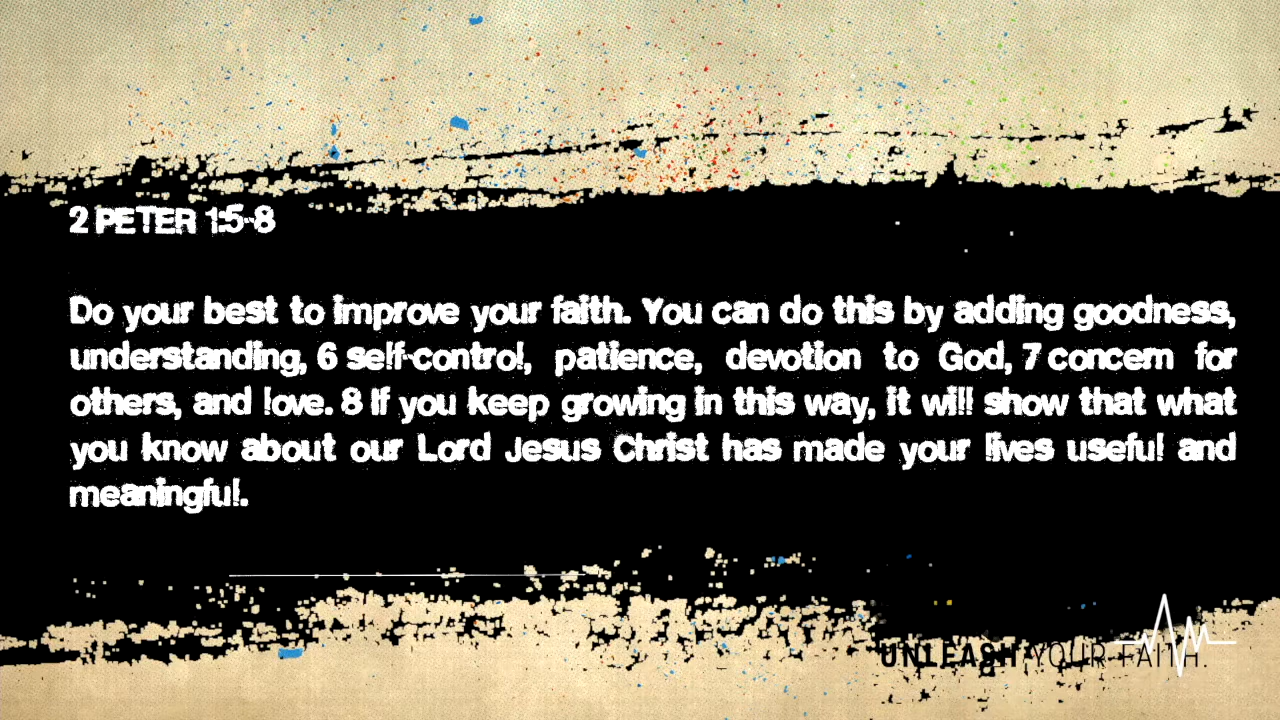 2 PETER 1:5-8
Do your best to improve your faith. You can do this by adding goodness,
understanding, 6 self-control, patience, devotion to God, 7 concern for
others, and love. 8 If you keep growing in this way, it will show that what
you know about our Lord Jesus Christ has made your lives useful and
meaningful.
UNLEASH YOUR FAITH.